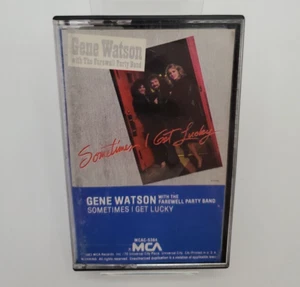 Gene Watson
with The Farewell Party Band
Sometimes I Get Lucky
GENE WATSON WITH THE FAREWELL PARTY BAND
SOMETIMES I GET LUCKY
MCA